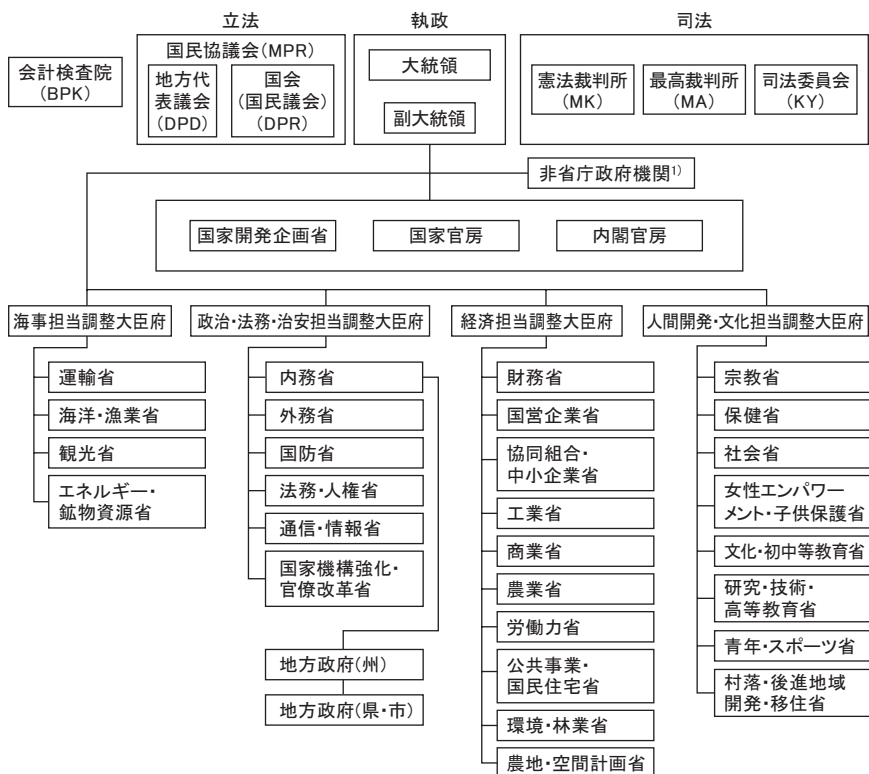 立法
執政
司法
会計検査院
(BPK)
国民協議会(MPR)
地方代
表議会
(DPD)
国会
(国民議会)
(DPR)
大統領
副大統領
憲法裁判所
(MK)
最高裁判所
(MA)
司法委員会
(KY)
非省庁政府機関1)
国家開発企画省
国家官房
内閣官房
海事担当調整大臣府
運輸省
海洋・漁業省
観光省
エネルギー・
鉱物資源省
政治・法務・治安担当調整大臣府
内務省
外務省
国防省
法務・人権省
通信・情報省
国家機構強化・
官僚改革省
地方政府(州)
地方政府(県・市)
経済担当調整大臣府
財務省
国営企業省
協同組合・
中小企業省
工業省
商業省
農業省
労働力省
公共事業・
国民住宅省
環境・林業省
農地・空間計画省
人間開発・文化担当調整大臣府
宗教省
保健省
社会省
女性エンパワー
メント・子供保護省
文化・初中等教育省
研究・技術・
高等教育省
青年・スポーツ省
村落・後進地域
開発・移住省